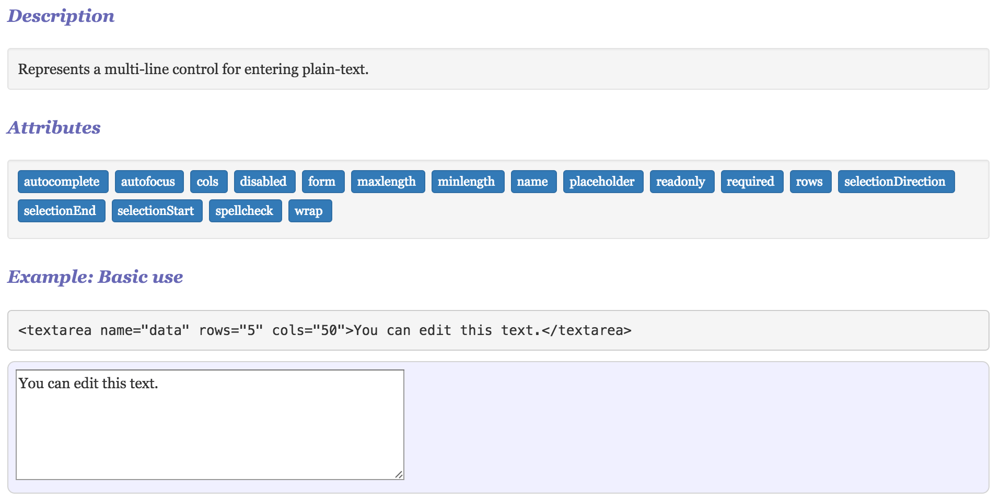 Description
Represents a multi-line control for entering plain-text.
Attributes
autocomplete autofocus cols disabled form maxlength minlength name placeholder readonly required rows selectionDirection
selectionEnd selectionStart spellcheck wrap
Example: Basic use
<textarea name="data" rows="5" cols="50">You can edit this text.</textarea>
You can edit this text.